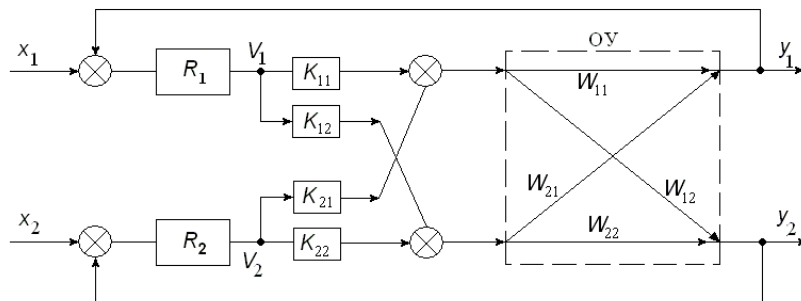 ОУ
x₁
V₁
y₁
R₁
K₁₁
W₁₁
K₁₂
K₂₁
W₂₁
W₁₂
x₂
R₂
V₂
K₂₂
W₂₂
y₂